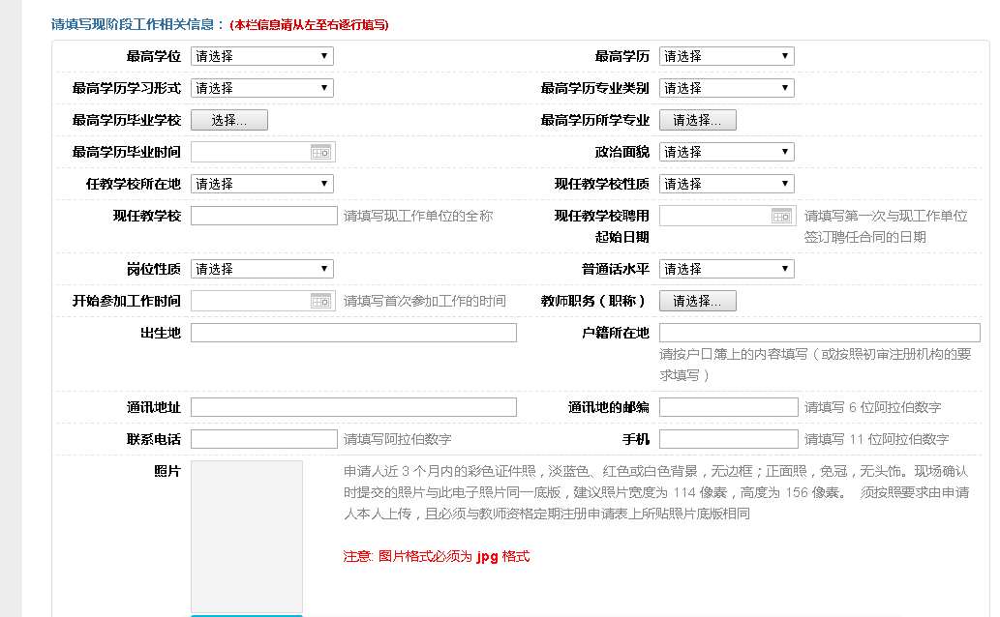 请填写现阶段工作相关信息： (本栏信息请从左至右逐行填写)
最高学位 请选择 最高学历 请选择
最高学历学习形式 请选择 最高学历专业类别 请选择
最高学历毕业学校 选择... 最高学历所学专业 请选择...
最高学历毕业时间 政治面貌 请选择
任教学校所在地 请选择 现任教学校性质 请选择
现任教学校 请填写现工作单位的全称 现任教学校聘用 请填写第一次与现工作单位
起始日期 签订聘任合同的日期
岗位性质 请选择 普通话水平 请选择
开始参加工作时间 请填写首次参加工作的时间 教师职务（职称） 请选择...
出生地 户籍所在地
请按户口簿上的内容填写（或按照初审注册机构的要
求填写）
通讯地址 通讯地的邮编 请填写 6 位阿拉伯数字
联系电话 请填写阿拉伯数字 手机 请填写 11 位阿拉伯数字
照片 申请人近 3 个月内的彩色证件照，淡蓝色、红色或白色背景，无边框；正面照，免冠，无头饰。现场确认
时提交的照片与此电子照片同一底版，建议照片宽度为 114 像素，高度为 156 像素。 须按照要求由申请
人本人上传，且必须与教师资格定期注册申请表上所贴照片底版相同
注意: 图片格式必须为 jpg 格式